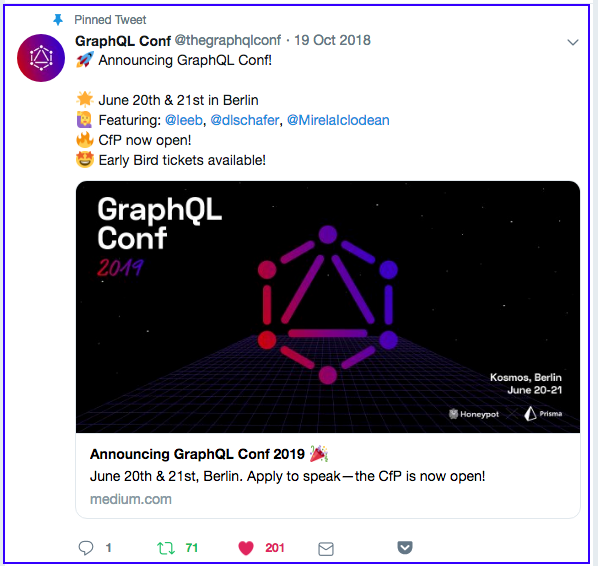 Pinned Tweet
GraphQL Conf @thegraphqlconf · 19 Oct 2018
🚀 Announcing GraphQL Conf!
🌟 June 20th & 21st in Berlin
🙋 Featuring: @leeb, @dlschafer, @MirelaIclodean
🔥 CfP now open!
🤩 Early Bird tickets available!
GraphQL
Conf
2019
Kosmos, Berlin
June 20-21
Honeypot Prisma
Announcing GraphQL Conf 2019 🎉
June 20th & 21st, Berlin. Apply to speak—the CfP is now open!
medium.com
1 71 201